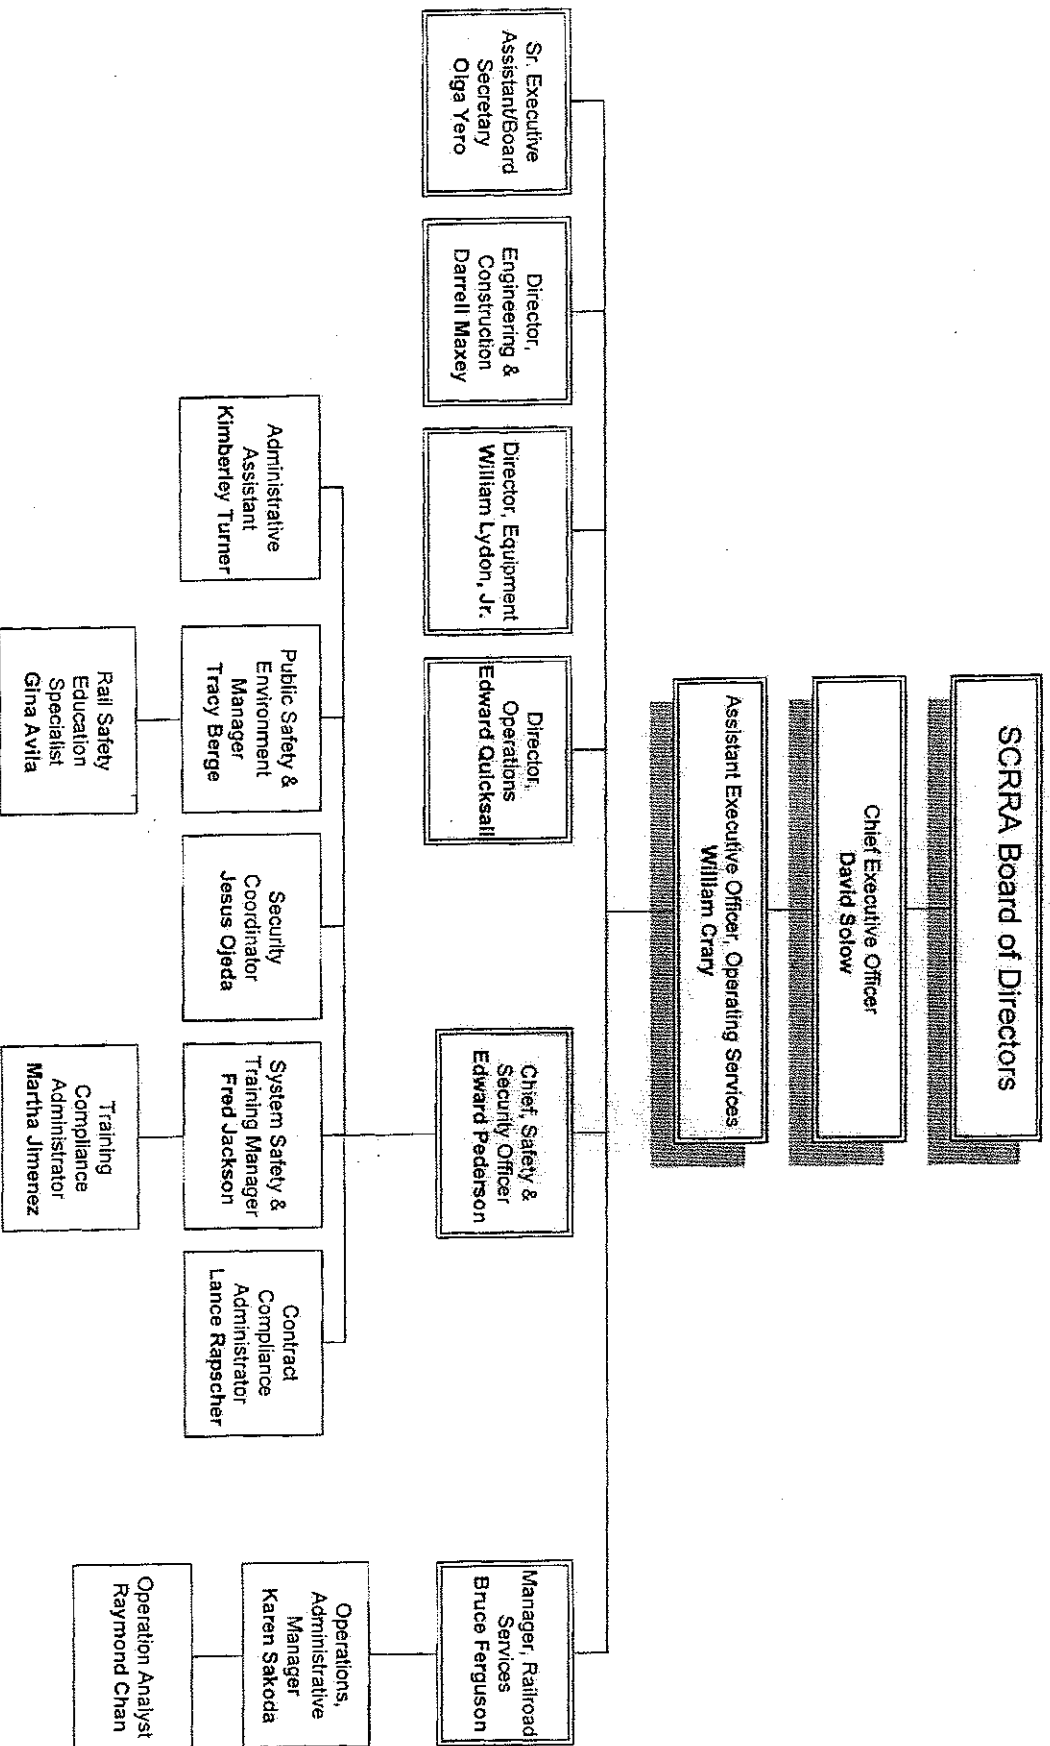 SCRRA Board of Directors
Chief Executive Officer
David Solow
Assistant Executive Officer, Operating Services
William Crary
Sr. Executive
Assistant/Board
Secretary
Olga Yero
Director,
Engineering &
Construction
Darrell Maxey
Director, Equipment
William Lydon, Jr.
Director,
Operations
Edward Quicksall
Chief, Safety &
Security Officer
Edward Pederson
Manager, Railroad
Services
Bruce Ferguson
Administrative
Assistant
Kimberley Turner
Public Safety &
Environment
Manager
Tracy Berge
Security
Coordinator
Jesus Ojeda
System Safety &
Training Manager
Fred Jackson
Contract
Compliance
Administrator
Lance Rapscher
Operations,
Administrative
Manager
Karen Sakoda
Rail Safety
Education
Specialist
Gina Avila
Training
Compliance
Administrator
Martha Jimenez
Operation Analyst
Raymond Chan